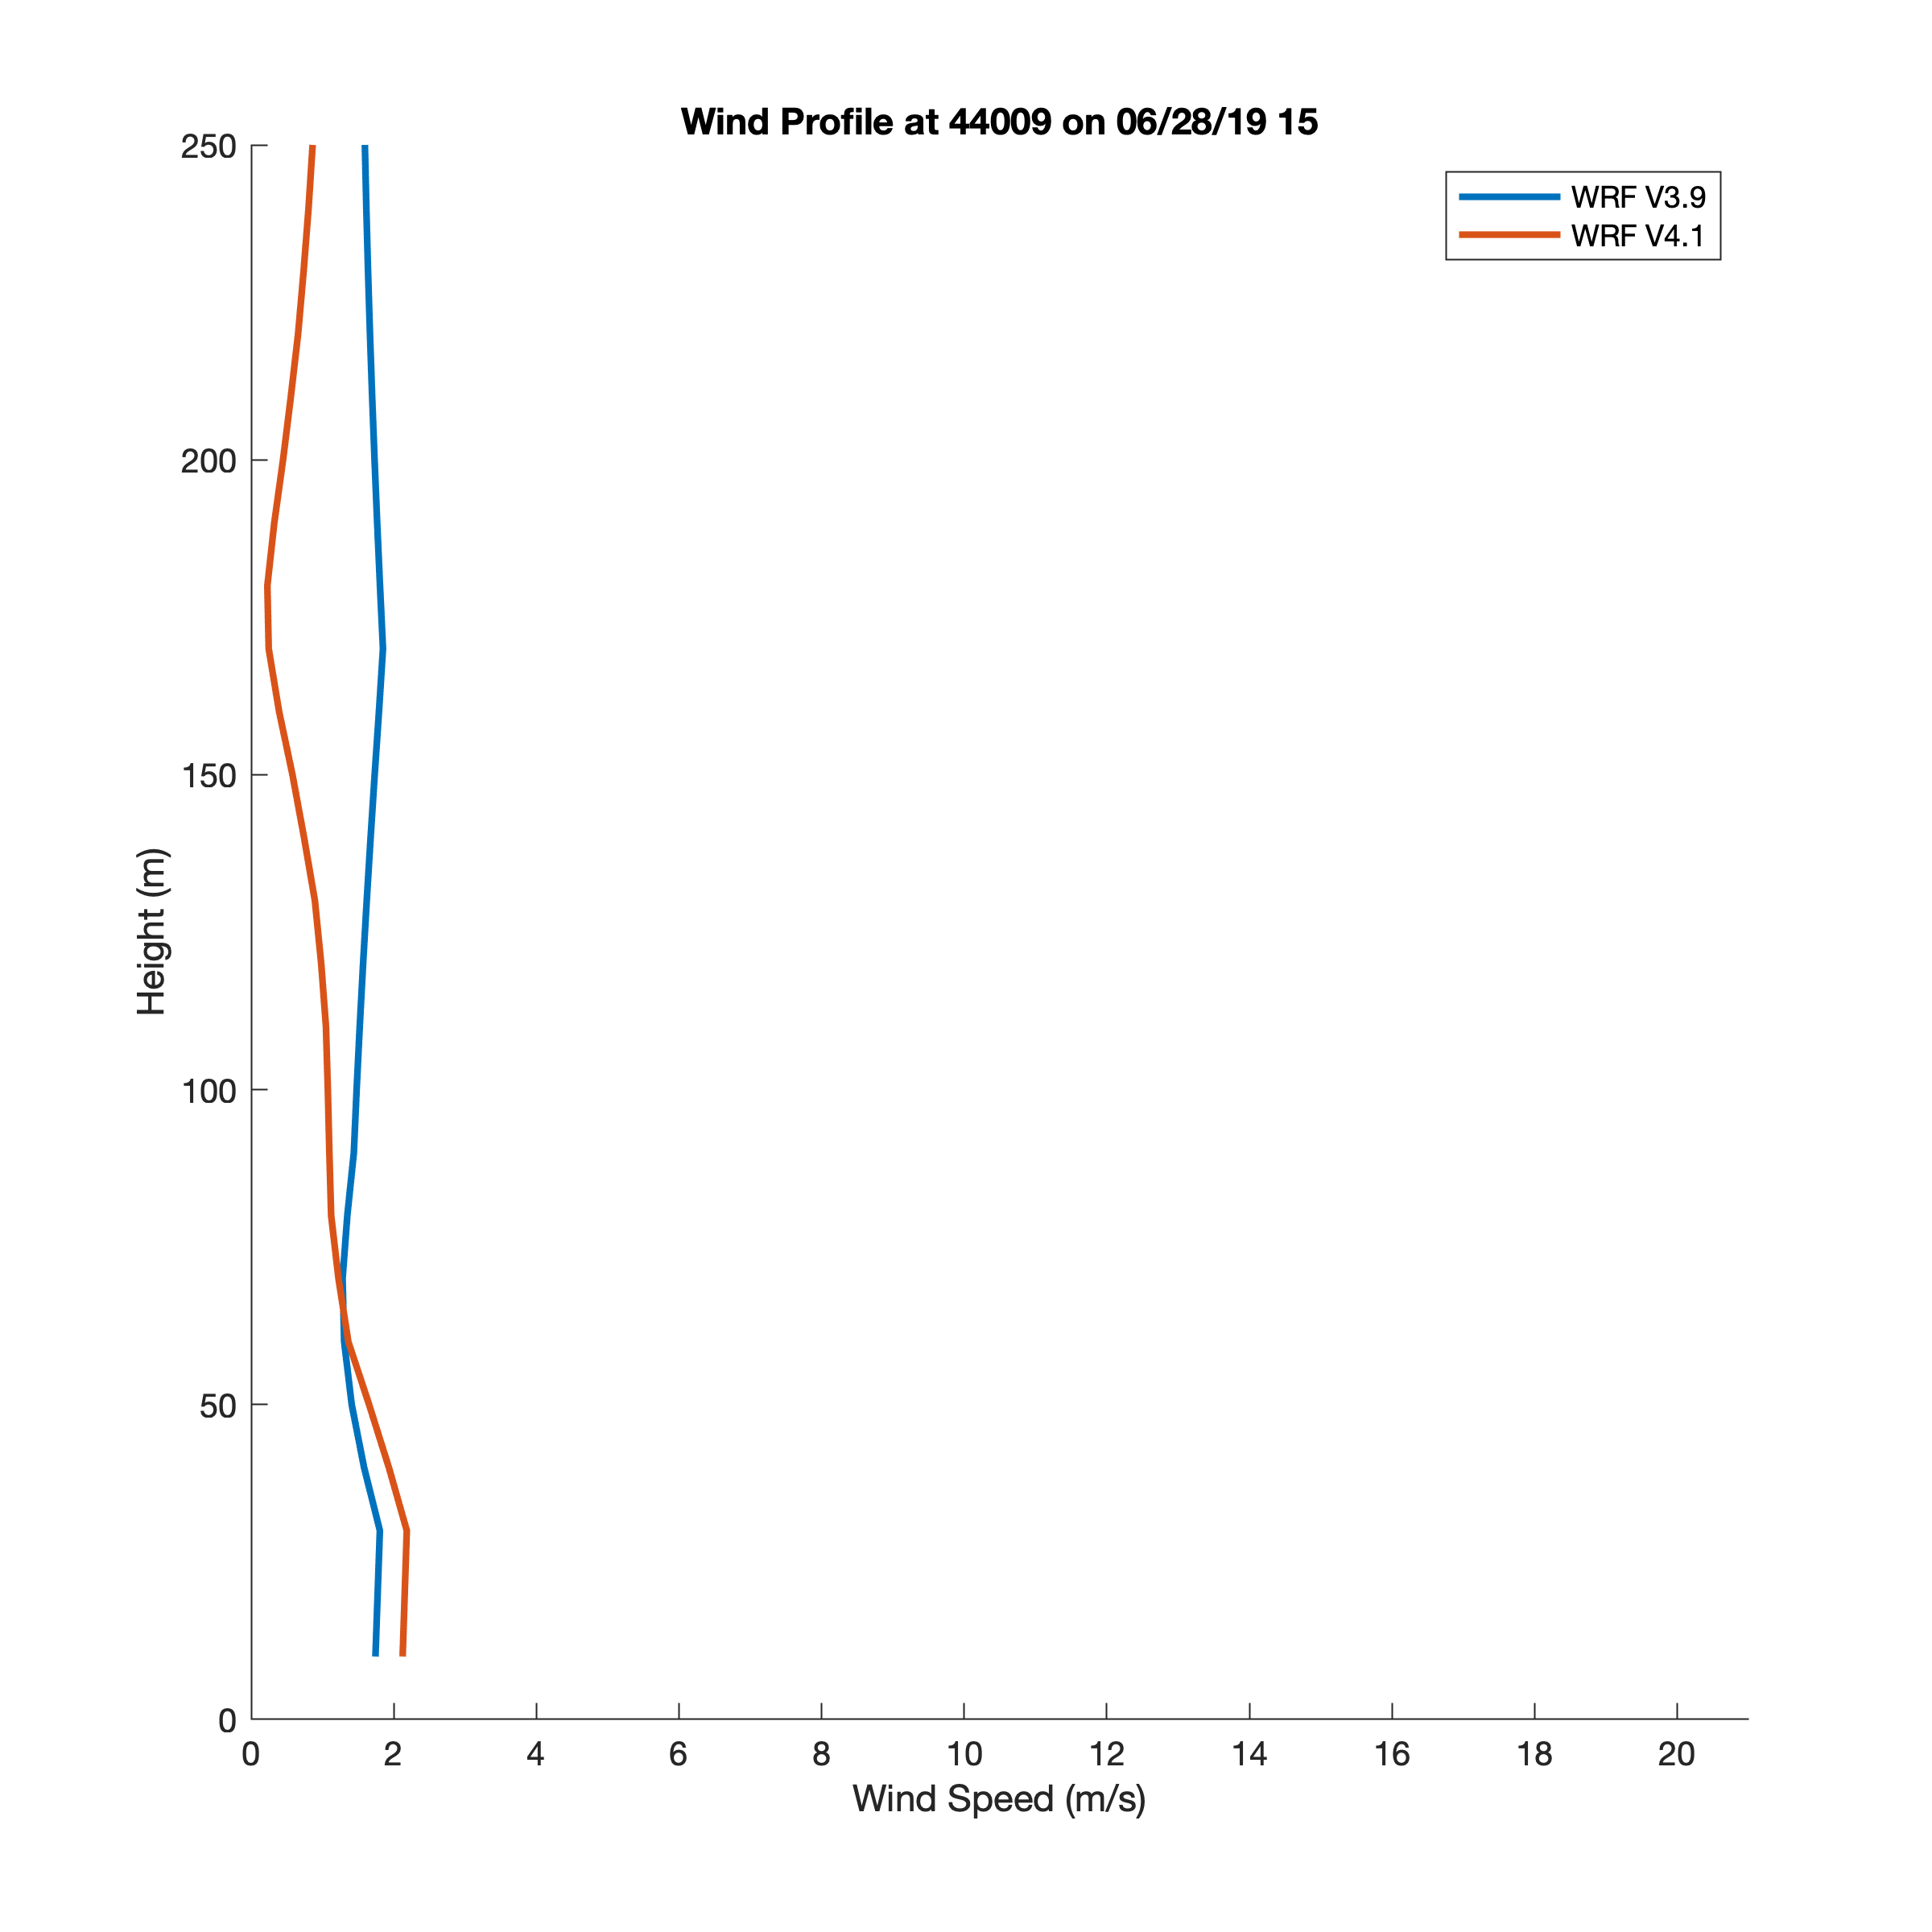 Wind Profile at 44009 on 06/28/19 15
WRF V3.9
WRF V4.1
250
200
150
100
50
0
Height (m)
0 2 4 6 8 10 12 14 16 18 20
Wind Speed (m/s)